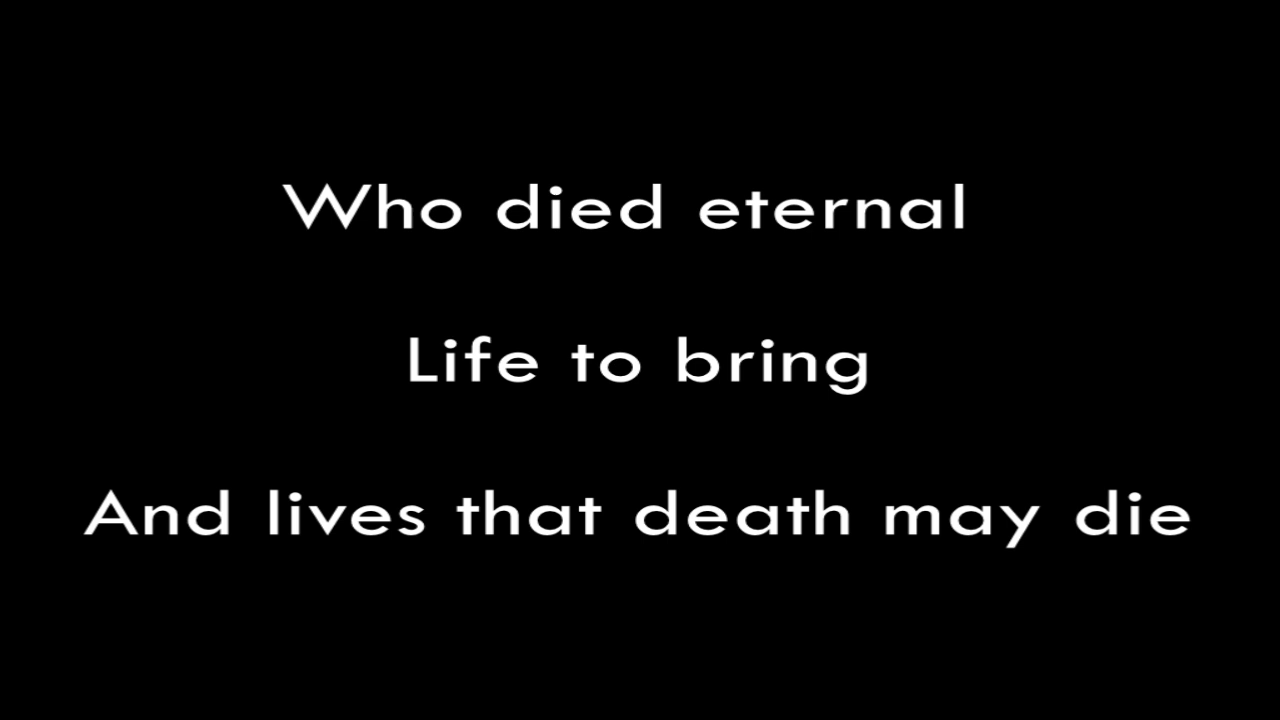 Who died eternal
Life to bring
And lives that death may die